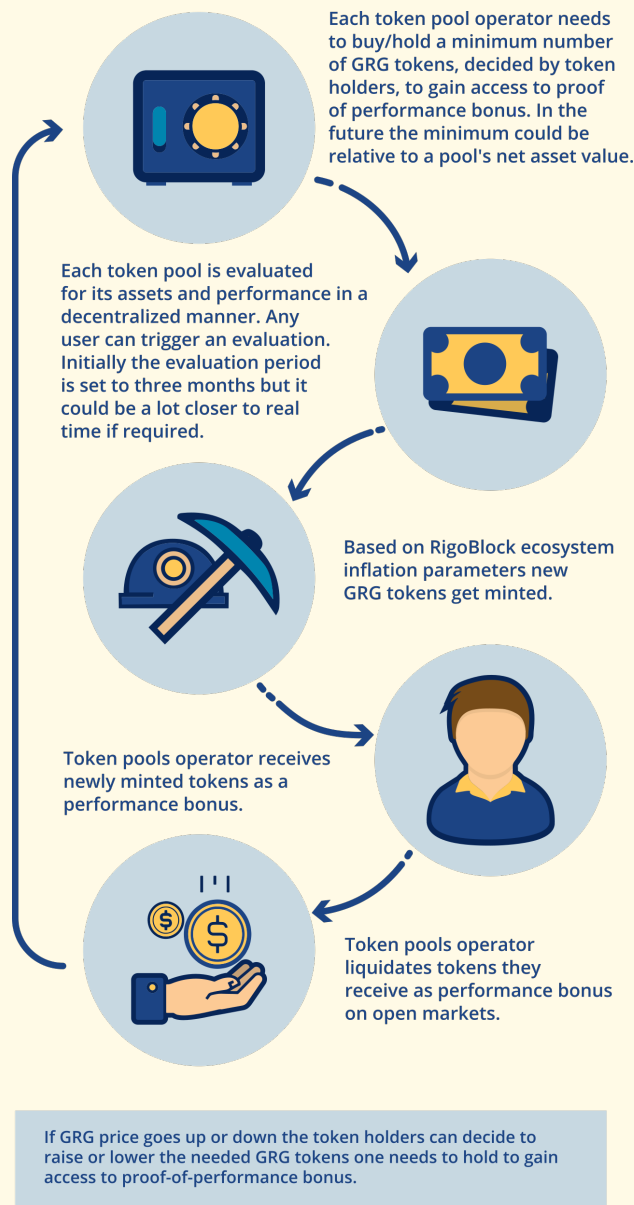 Each token pool operator needs
to buy/hold a minimum number
of GRG tokens, decided by token
holders, to gain access to proof
of performance bonus. In the
future the minimum could be
relative to a pool's net asset value.
Each token pool is evaluated
for its assets and performance in a
decentralized manner. Any
user can trigger an evaluation.
Initially the evaluation period
is set to three months but it
could be a lot closer to real
time if required.
Based on RigoBlock ecosystem
inflation parameters new
GRG tokens get minted.
Token pools operator receives
newly minted tokens as a
performance bonus.
$
$
Token pools operator
liquidates tokens they
receive as performance bonus
on open markets.
If GRG price goes up or down the token holders can decide to
raise or lower the needed GRG tokens one needs to hold to gain
access to proof-of-performance bonus.